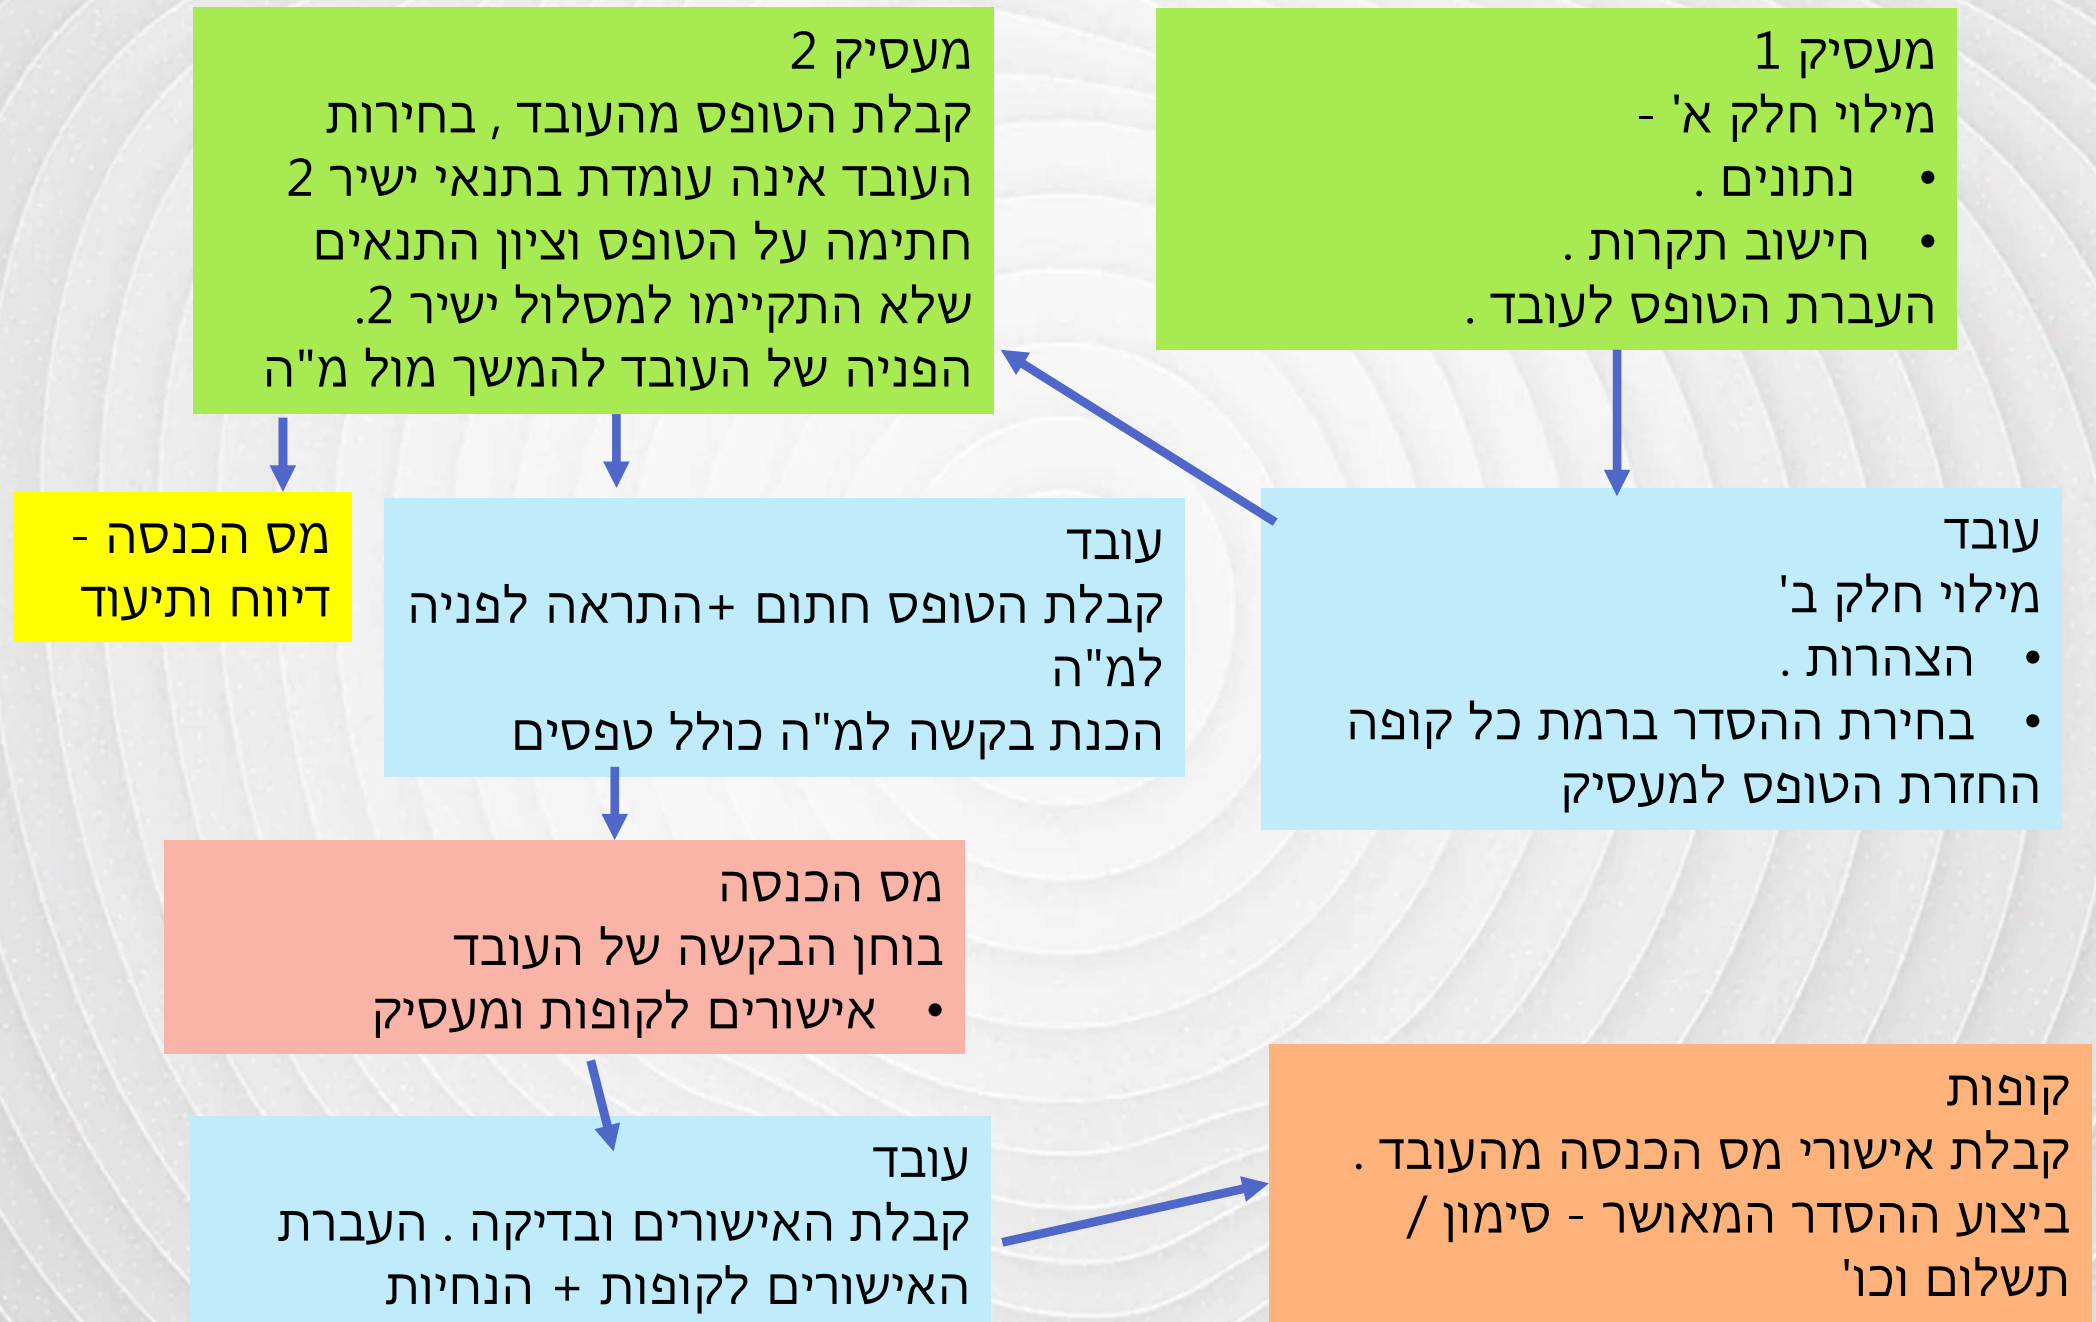 מעסיק 1
מילוי חלק א' -
• נתונים .
• חישוב תקרות .
העברת הטופס לעובד .
עובד
מילוי חלק ב'
• הצהרות .
• בחירת ההסדר ברמת כל קופה
החזרת הטופס למעסיק
מעסיק 2
קבלת הטופס מהעובד , בחירות
העובד אינה עומדת בתנאי ישיר 2
חתימה על הטופס וציון התנאים
שלא התקיימו למסלול ישיר 2.
הפניה של העובד להמשך מול מ"ה
מס הכנסה -
דיווח ותיעוד
עובד
קבלת הטופס חתום +התראה לפניה
למ"ה
הכנת בקשה למ"ה כולל טפסים
מס הכנסה
בוחן הבקשה של העובד
• אישורים לקופות ומעסיק
עובד
קבלת האישורים ובדיקה . העברת
האישורים לקופות + הנחיות
קופות
קבלת אישורי מס הכנסה מהעובד .
ביצוע ההסדר המאושר - סימון /
תשלום וכו'